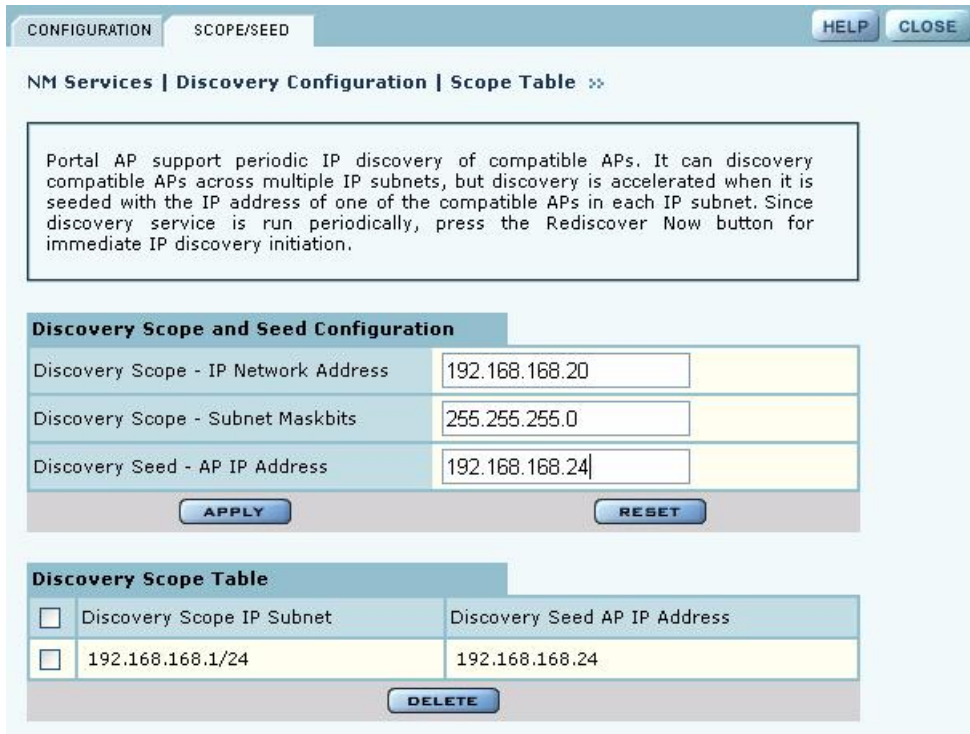 CONFIGURATION SCOPE/SEED HELP CLOSE
NM Services | Discovery Configuration | Scope Table »
Portal AP support periodic IP discovery of compatible APs. It can discovery
compatible APs across multiple IP subnets, but discovery is accelerated when it is
seeded with the IP address of one of the compatible APs in each IP subnet. Since
discovery service is run periodically, press the Rediscover Now button for
immediate IP discovery initiation.
Discovery Scope and Seed Configuration
Discovery Scope - IP Network Address 192.168.168.20
Discovery Scope - Subnet Maskbits 255.255.255.0
Discovery Seed - AP IP Address 192.168.168.24
APPLY RESET
Discovery Scope Table
Discovery Scope IP Subnet Discovery Seed AP IP Address
192.168.168.1/24 192.168.168.24
DELETE